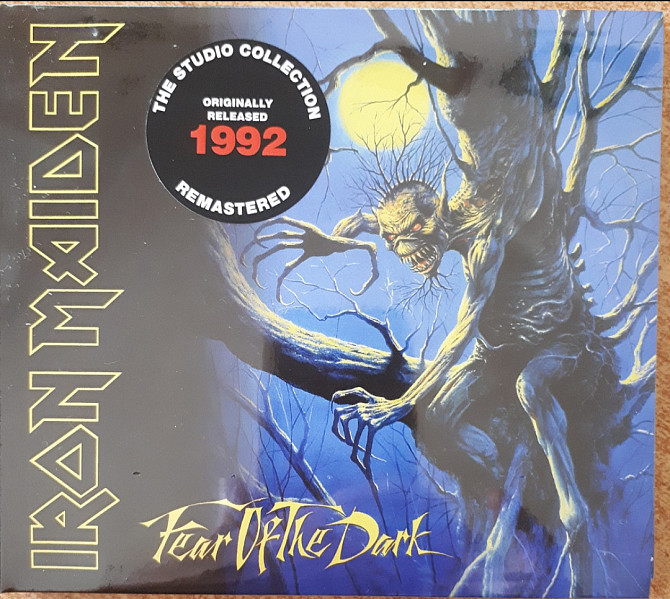 IRON MAIDEN
THE STUDIO COLLECTION
ORIGINALLY
RELEASED
1992
REMASTERED
Fear Of The Dark